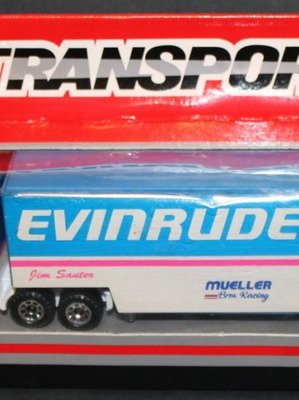 TRANSPOR
EVINRUDE
Jim Sauter
MUELLER
Bros Racing